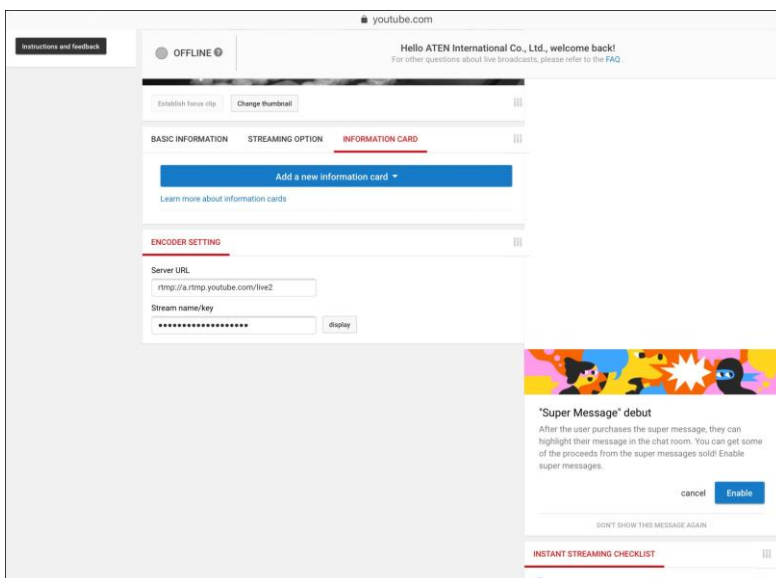 youtube.com
Instructions and feedback
OFFLINE
Hello ATEN International Co., Ltd., welcome back!
For other questions about live broadcasts, please refer to the FAQ .
Establish focus clip
Change thumbnail
BASIC INFORMATION
STREAMING OPTION
INFORMATION CARD
Add a new information card
Learn more about information cards
ENCODER SETTING
Server URL
rtmp://a.rtmp.youtube.com/live2
Stream name/key
display
"Super Message" debut
After the user purchases the super message, they can
highlight their message in the chat room. You can get some
of the proceeds from the super messages sold! Enable
super messages.
cancel
Enable
DON'T SHOW THIS MESSAGE AGAIN
INSTANT STREAMING CHECKLIST